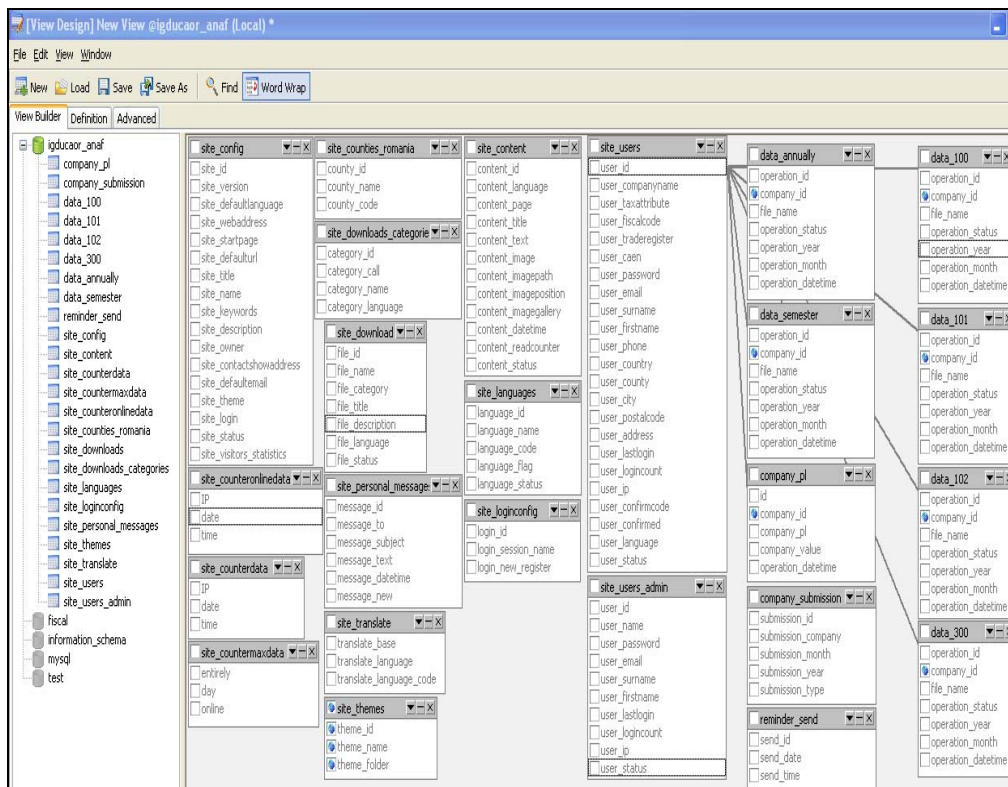 [View Design] New View @igducaor_anaf (Local) *
File Edit View Window
New Load Save Save As Find Word Wrap
View Builder Definition Advanced
igducaor_anaf
company_pl
company_submission
data_100
data_101
data_102
data_300
data_annually
data_semester
reminder_send
site_config
site_content
site_counterdata
site_countermaxdata
site_counteronlinedata
site_counties_romania
site_downloads
site_downloads_categories
site_languages
site_loginconfig
site_personal_messages
site_themes
site_translate
site_users
site_users_admin
fiscal
information_schema
mysql
test
site_config
site_id
site_version
site_defaultlanguage
site_webaddress
site_startpage
site_defaulturl
site_title
site_name
site_keywords
site_description
site_owner
site_contactshowaddress
site_defaultemail
site_theme
site_login
site_status
site_visitors_statistics
site_counteronlinedata
IP
date
time
site_counterdata
IP
date
time
site_countermaxdata
entirely
day
online
site_counties_romania
county_id
county_name
county_code
site_downloads_categorie
category_id
category_call
category_name
category_language
site_download
file_id
file_name
file_category
file_title
file_description
file_language
file_status
site_personal_message
message_id
message_to
message_subject
message_text
message_datetime
message_new
site_translate
translate_base
translate_language
translate_language_code
site_themes
theme_id
theme_name
theme_folder
site_content
content_id
content_language
content_page
content_title
content_text
content_image
content_imagepath
content_imageposition
content_imagegallery
content_datetime
content_readcounter
content_status
site_languages
language_id
language_name
language_code
language_flag
language_status
site_loginconfig
login_id
login_session_name
login_new_register
site_users
user_id
user_companyname
user_taxattribute
user_fiscalcode
user_traderegister
user_caen
user_password
user_email
user_surname
user_firstname
user_phone
user_country
user_county
user_city
user_postalcode
user_address
user_lastlogin
user_logincount
user_ip
user_confirmcode
user_confirmed
user_language
user_status
site_users_admin
user_id
user_name
user_password
user_email
user_surname
user_firstname
user_lastlogin
user_logincount
user_ip
user_status
data_annually
operation_id
company_id
file_name
operation_status
operation_year
operation_month
operation_datetime
data_semester
operation_id
company_id
file_name
operation_status
operation_year
operation_month
operation_datetime
company_pl
id
company_id
company_pl
company_value
operation_datetime
company_submission
submission_id
submission_company
submission_month
submission_year
submission_type
reminder_send
send_id
send_date
send_time
data_100
operation_id
company_id
file_name
operation_status
operation_year
operation_month
operation_datetime
data_101
operation_id
company_id
file_name
operation_status
operation_year
operation_month
operation_datetime
data_102
operation_id
company_id
file_name
operation_status
operation_year
operation_month
operation_datetime
data_300
operation_id
company_id
file_name
operation_status
operation_year
operation_month
operation_datetime